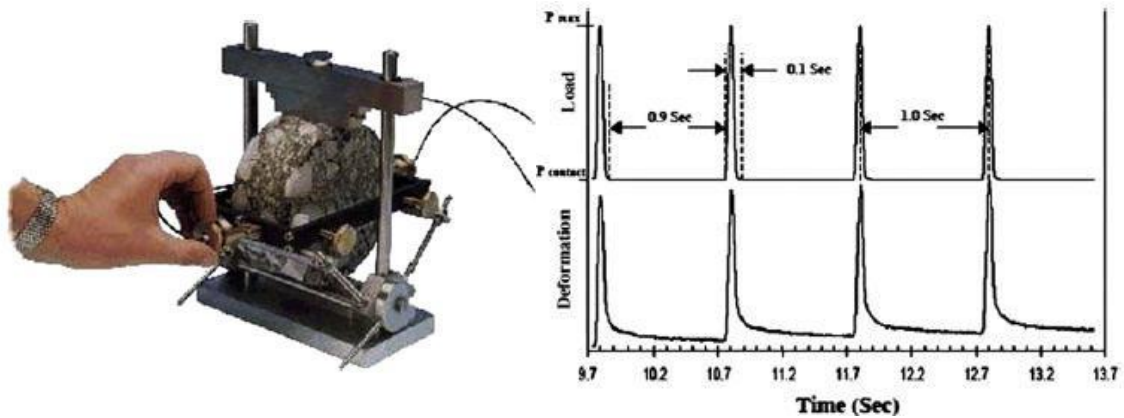 P max
Load
0.1 Sec
0.9 Sec
1.0 Sec
P contact
Deformation
9.7 10.2 10.7 11.2 11.7 12.2 12.7 13.2 13.7
Time (Sec)